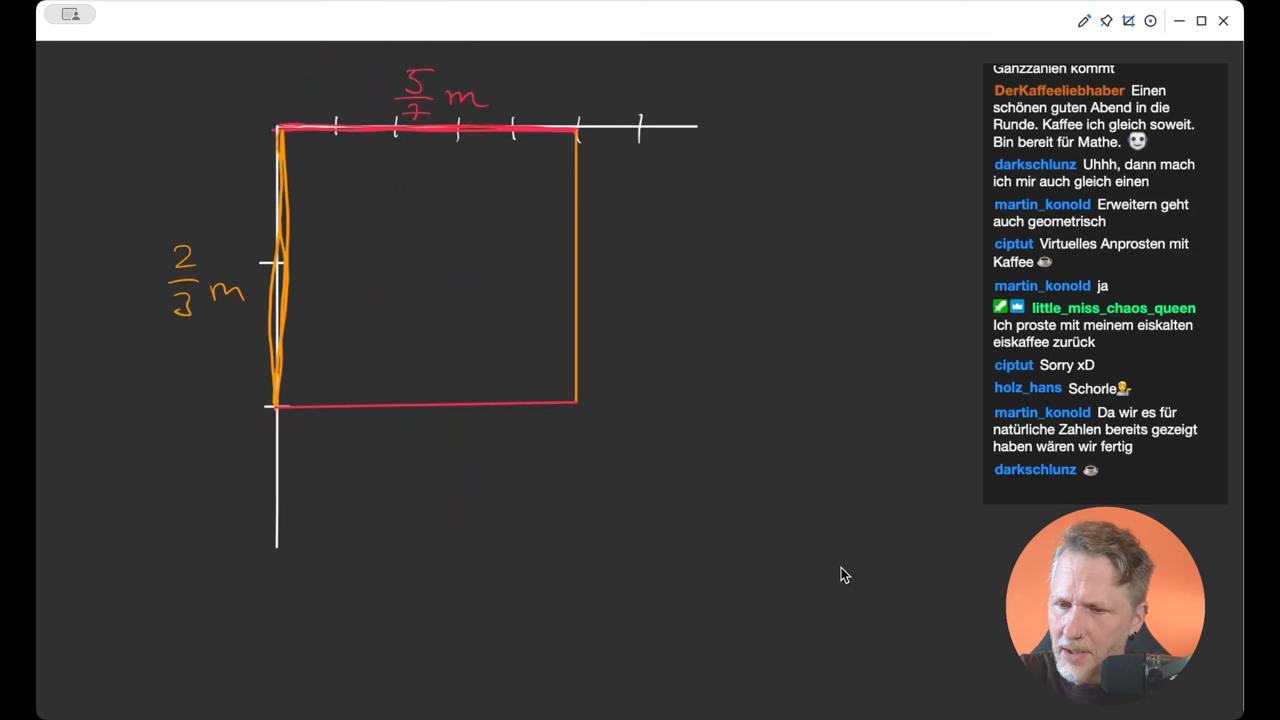 5/7 m
2/3 m
Ganzzahlen kommt
DerKaffeeliebhaber Einen
schönen guten Abend in die
Runde. Kaffee ich gleich soweit.
Bin bereit für Mathe.
darkschlunz Uhhh, dann mach
ich mir auch gleich einen
martin_konold Erweitern geht
auch geometrisch
ciptut Virtuelles Anprosten mit
Kaffee ☕
martin_konold ja
little_miss_chaos_queen
Ich proste mit meinem eiskalten
eiskaffee zurück
ciptut Sorry xD
holz_hans Schorle
martin_konold Da wir es für
natürliche Zahlen bereits gezeigt
haben wären wir fertig
darkschlunz ☕